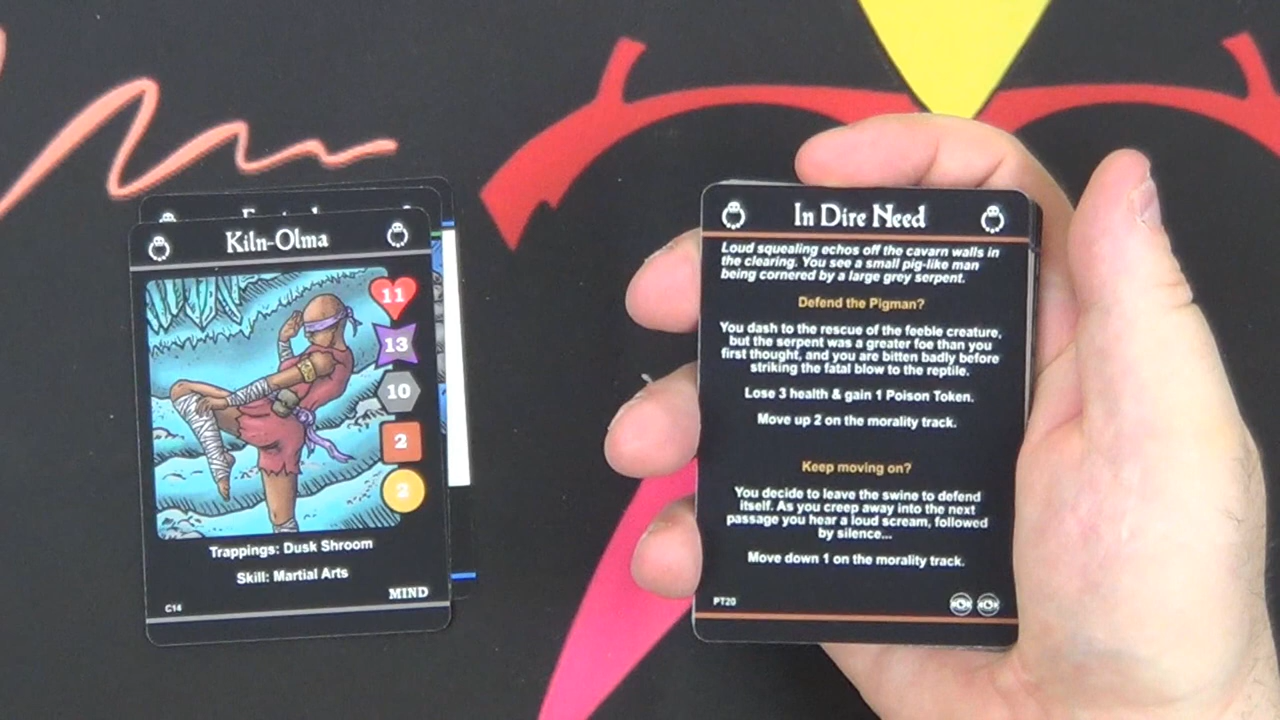 Kiln-Olma
11
13
10
2
2
Trappings: Dusk Shroom
Skill: Martial Arts
MIND
C14
In Dire Need
Loud squealing echos off the cavarn walls in
the clearing. You see a small pig-like man
being cornered by a large grey serpent.
Defend the Pigman?
You dash to the rescue of the feeble creature,
but the serpent was a greater foe than you
first thought, and you are bitten badly before
striking the fatal blow to the reptile.
Lose 3 health & gain 1 Poison Token.
Move up 2 on the morality track.
Keep moving on?
You decide to leave the swine to defend
itself. As you creep away into the next
passage you hear a loud scream, followed
by silence...
Move down 1 on the morality track.
PT20